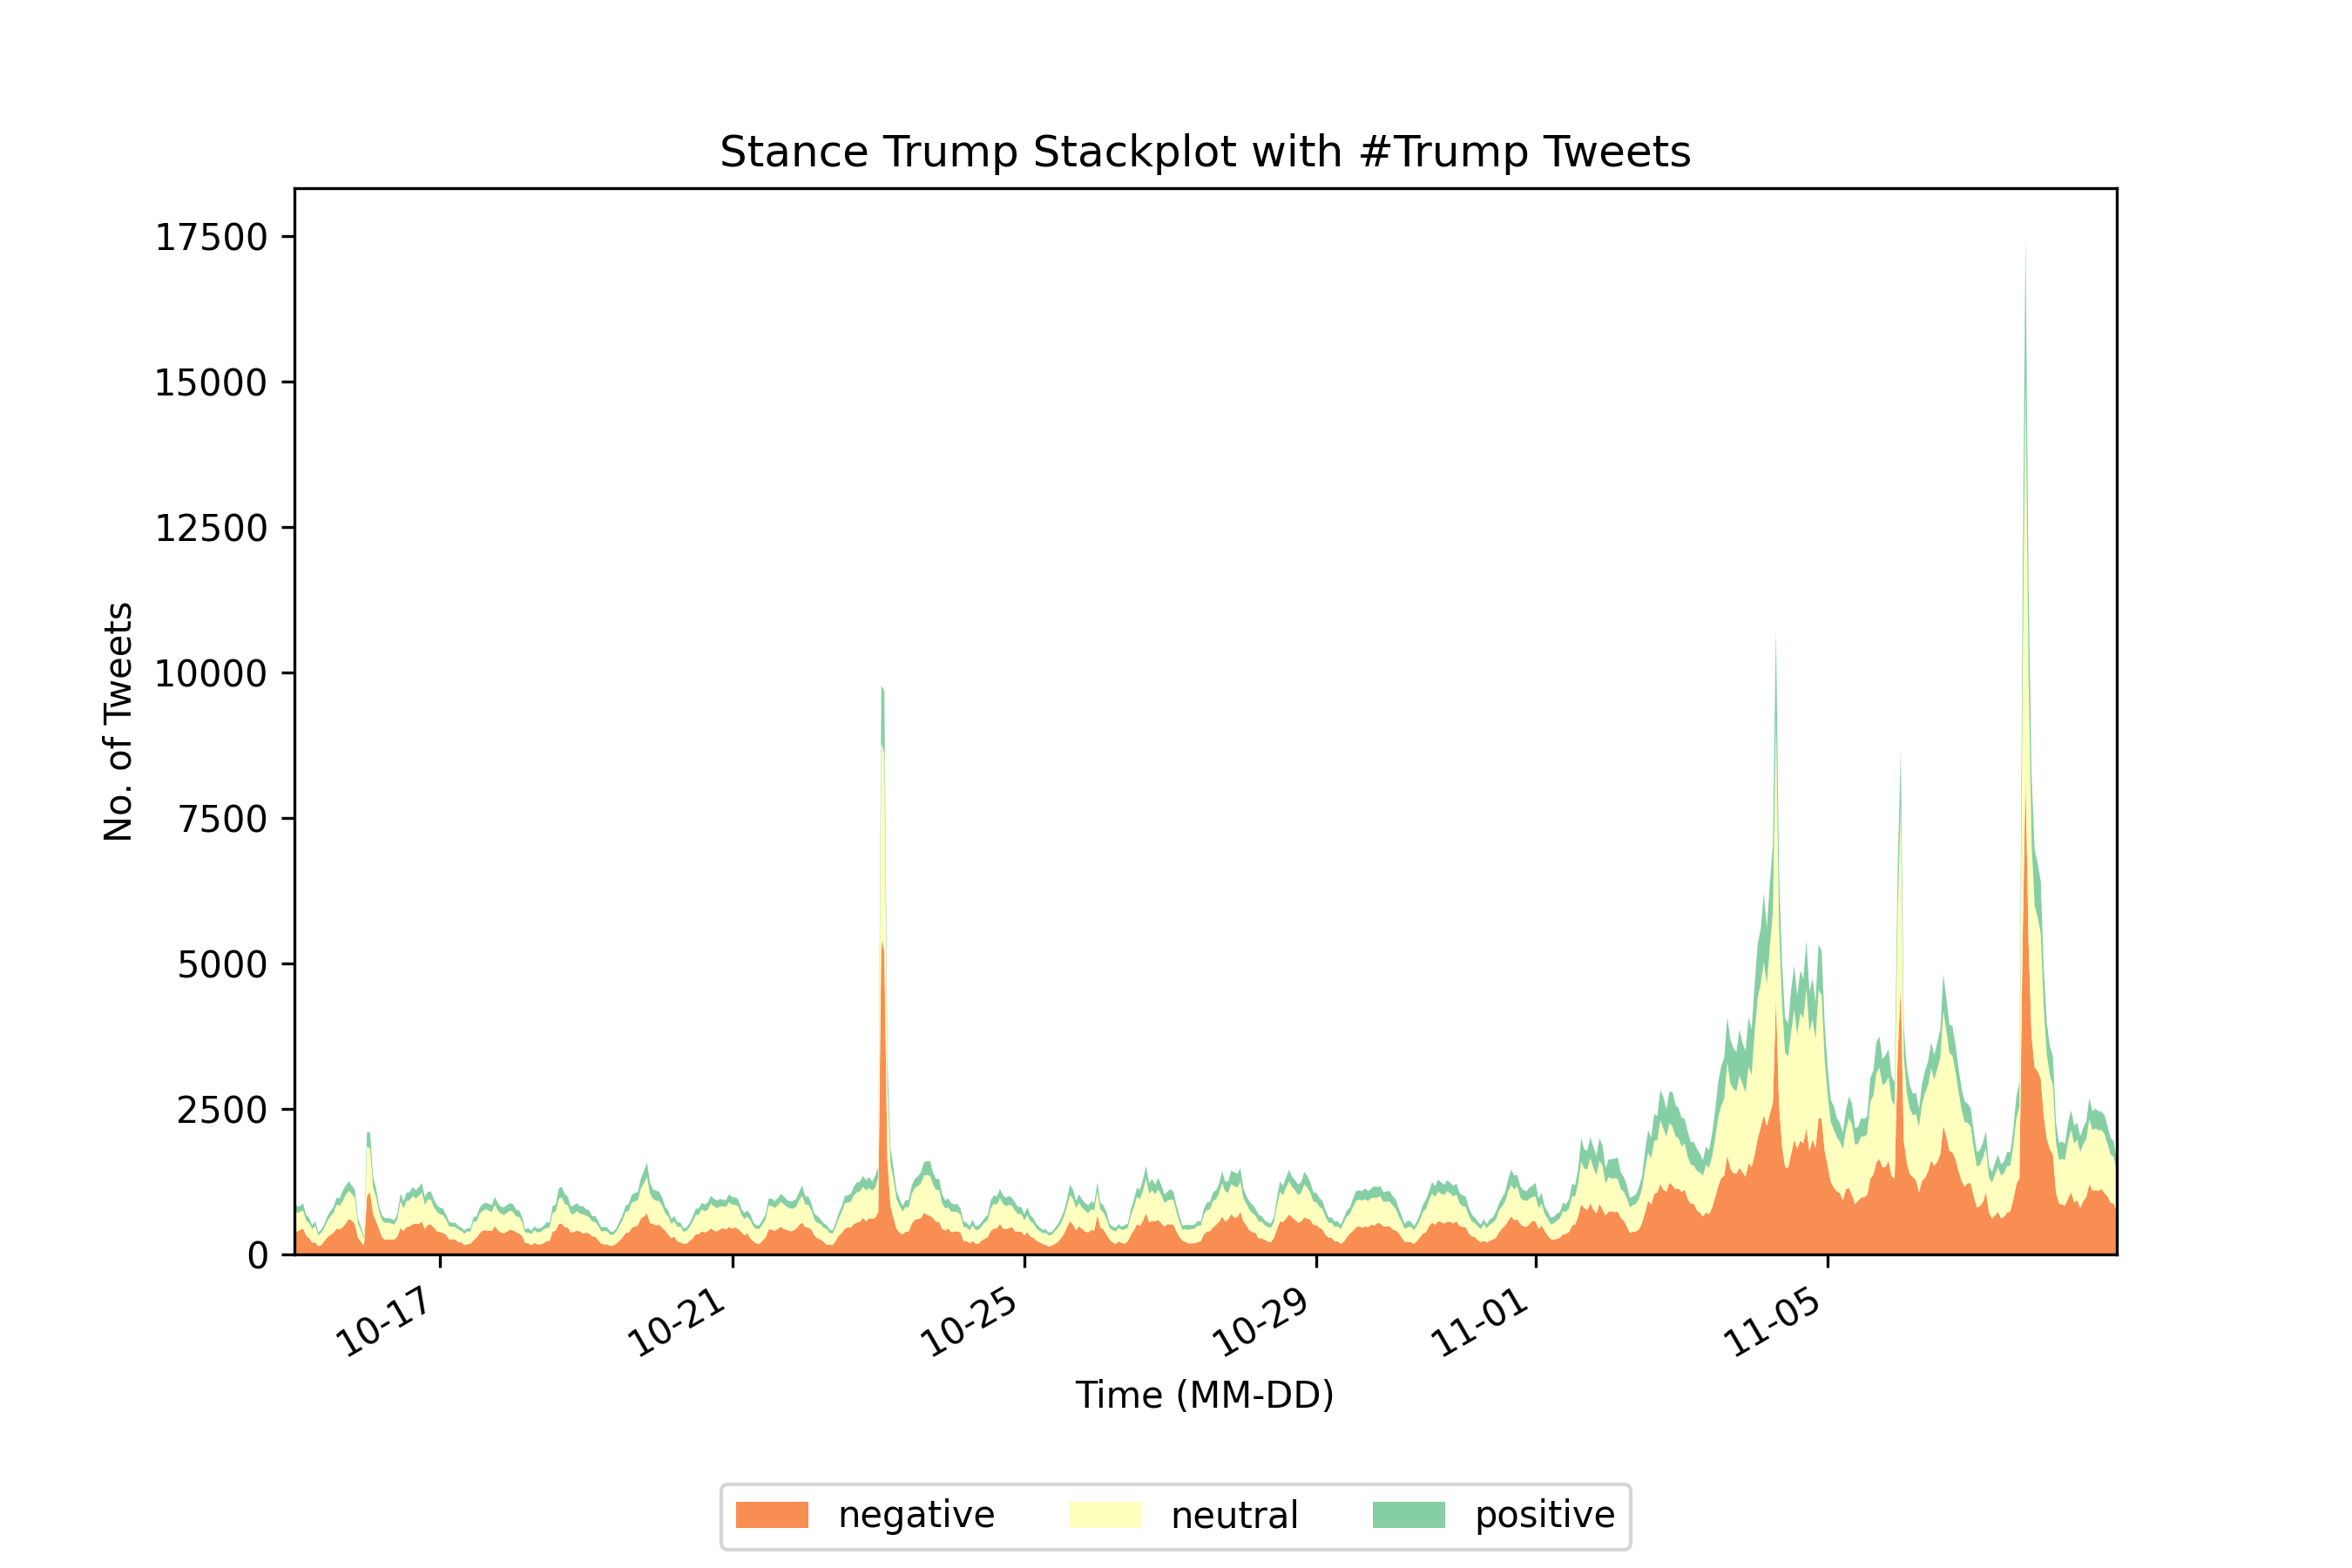 Stance Trump Stackplot with #Trump Tweets
17500
15000
12500
10000
7500
5000
2500
0
No. of Tweets
10-17
10-21
10-25
10-29
11-01
11-05
Time (MM-DD)
negative
neutral
positive